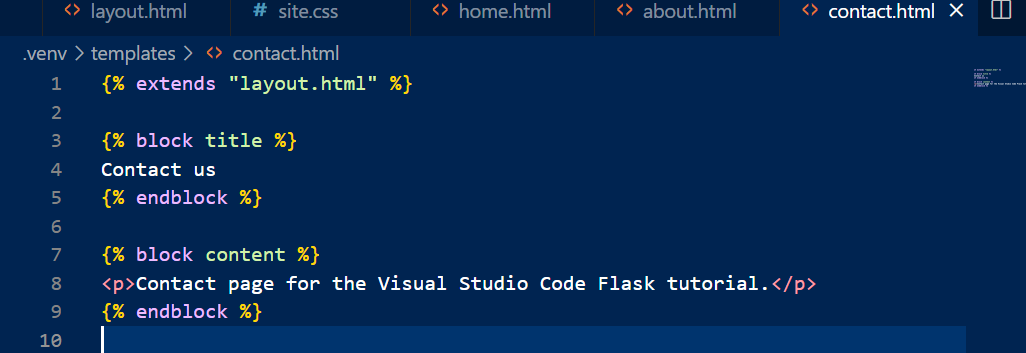 layout.html # site.css home.html about.html contact.html
.venv > templates > <> contact.html
1 {% extends "layout.html" %}
2
3 {% block title %}
4 Contact us
5 {% endblock %}
6
7 {% block content %}
8 <p>Contact page for the Visual Studio Code Flask tutorial.</p>
9 {% endblock %}
10